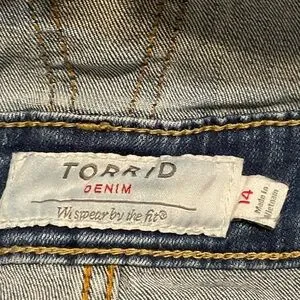 TORRID
DENIM
We swear by the fit®
14
Made in
Vietnam